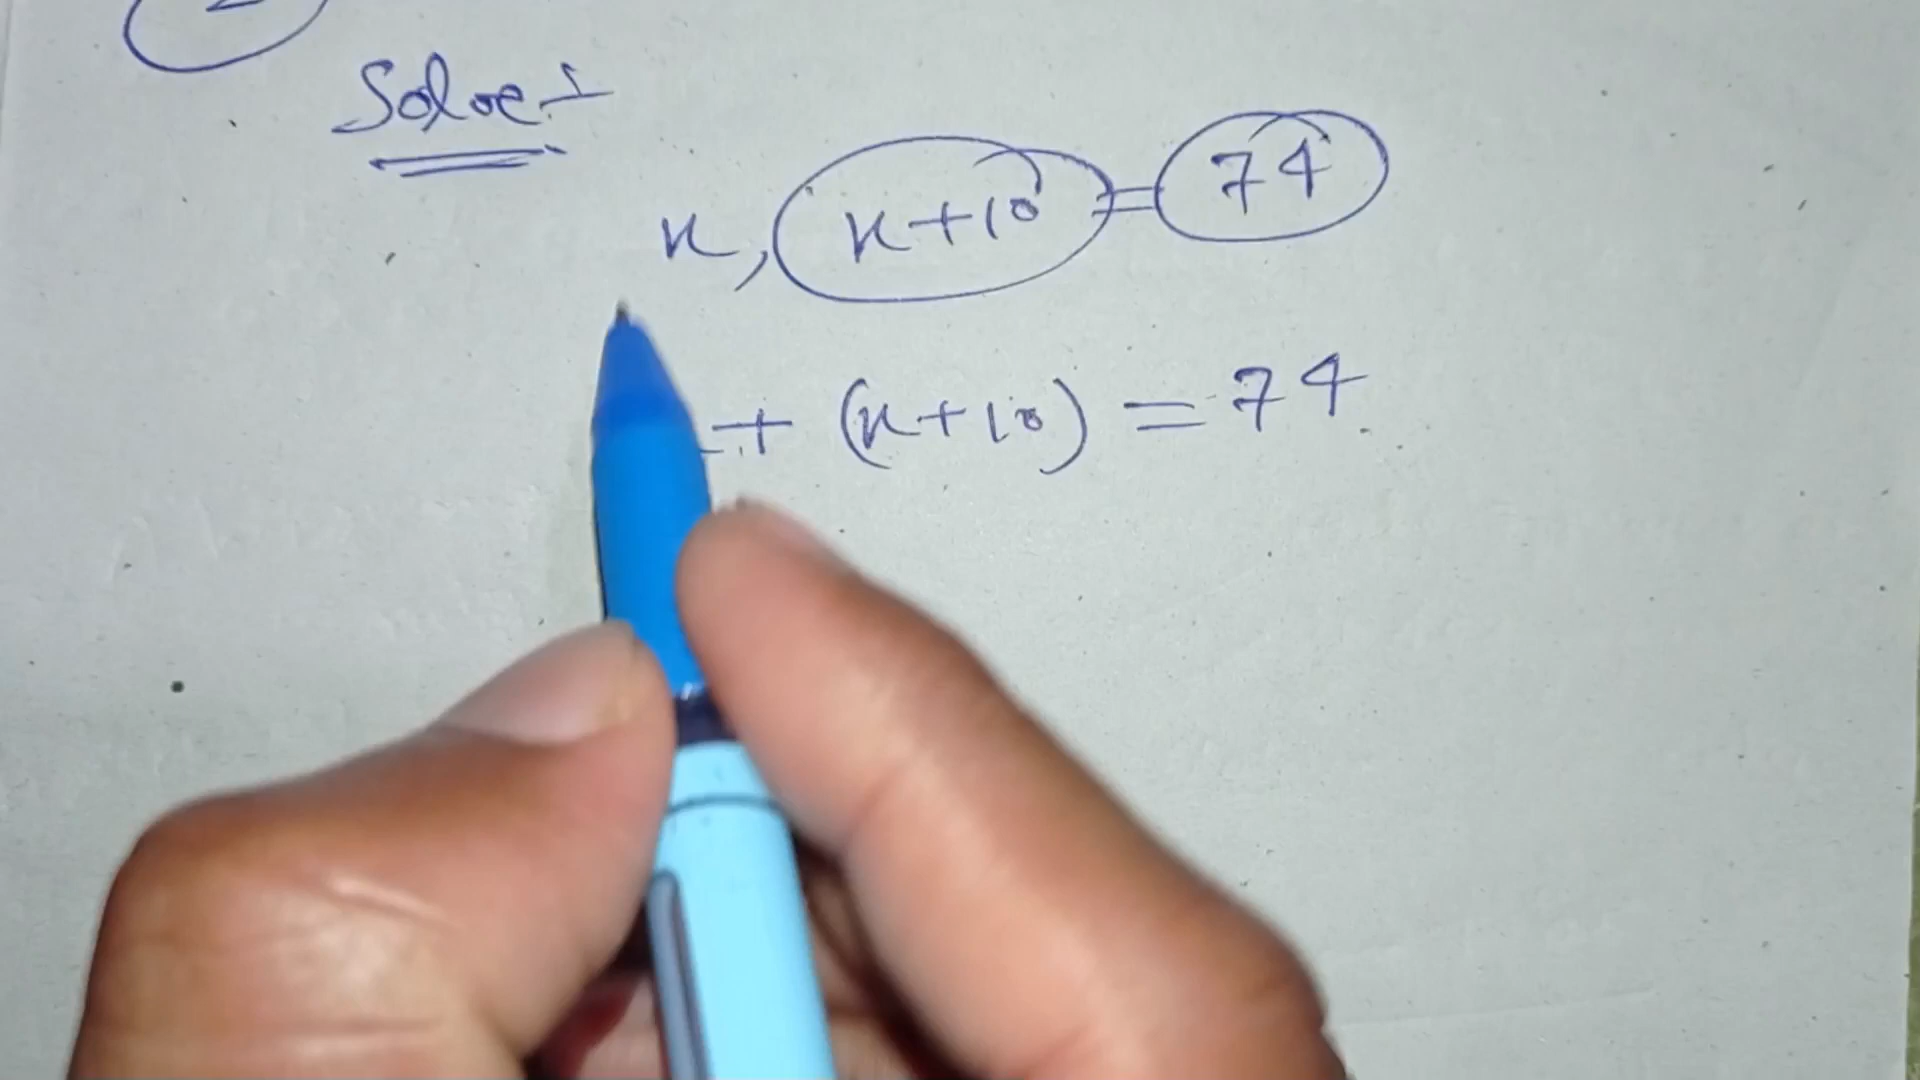 Solve:-
x, x+10 = 74
+ (x+10) = 74